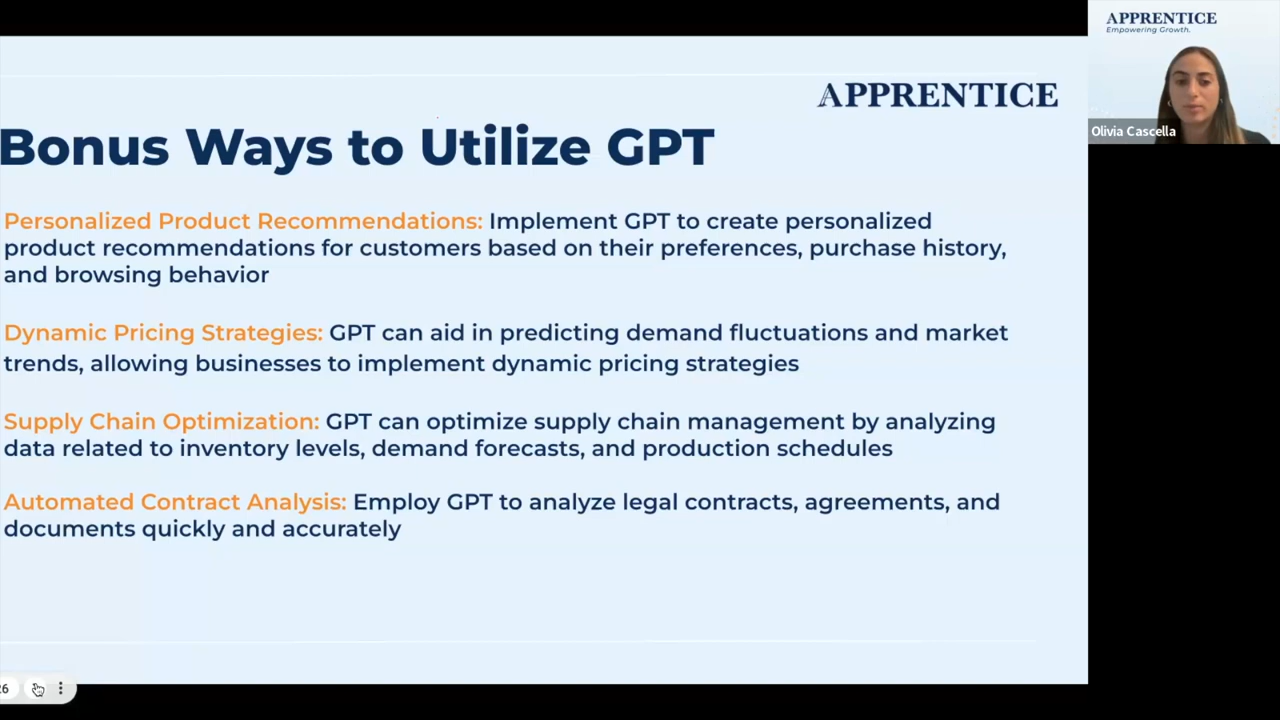 APPRENTICE
Empowering Growth.
Olivia Cascella
APPRENTICE
Bonus Ways to Utilize GPT
Personalized Product Recommendations: Implement GPT to create personalized
product recommendations for customers based on their preferences, purchase history,
and browsing behavior
Dynamic Pricing Strategies: GPT can aid in predicting demand fluctuations and market
trends, allowing businesses to implement dynamic pricing strategies
Supply Chain Optimization: GPT can optimize supply chain management by analyzing
data related to inventory levels, demand forecasts, and production schedules
Automated Contract Analysis: Employ GPT to analyze legal contracts, agreements, and
documents quickly and accurately
26